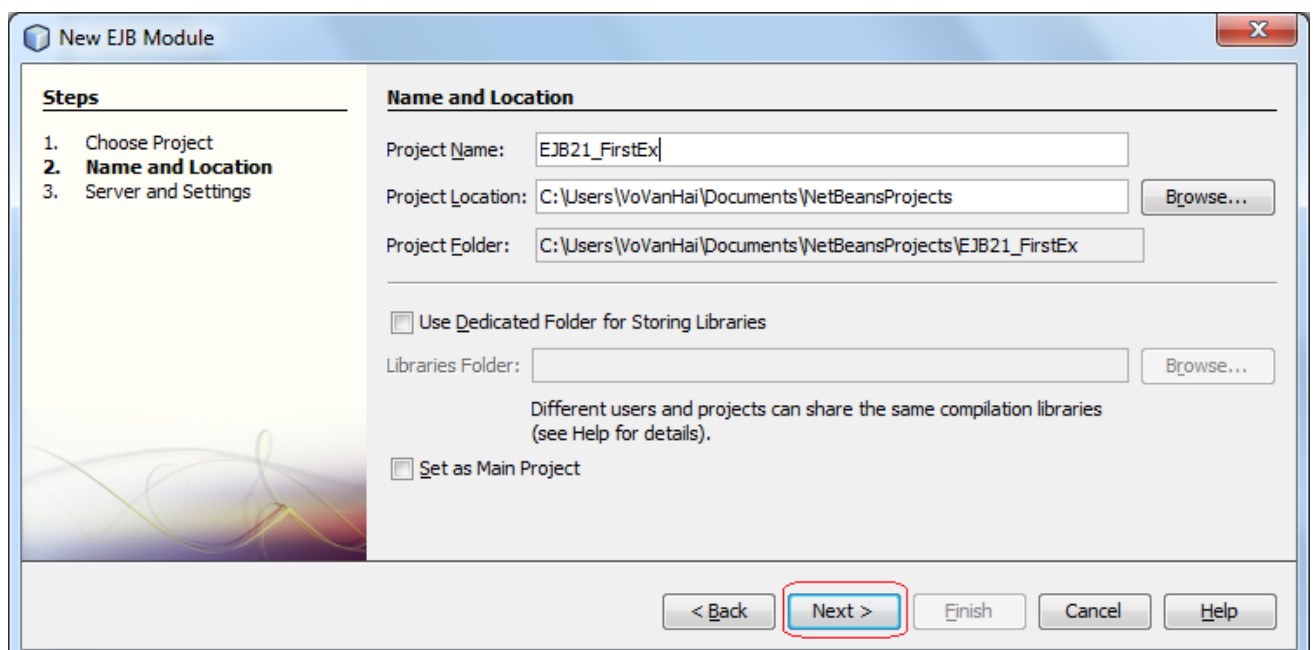 New EJB Module
Steps
1. Choose Project
2. Name and Location
3. Server and Settings
Name and Location
Project Name: EJB21_FirstEx
Project Location: C:\Users\VoVanHai\Documents\NetBeansProjects Browse...
Project Folder: C:\Users\VoVanHai\Documents\NetBeansProjects\EJB21_FirstEx
Use Dedicated Folder for Storing Libraries
Libraries Folder: Browse...
Different users and projects can share the same compilation libraries
(see Help for details).
Set as Main Project
< Back Next > Finish Cancel Help